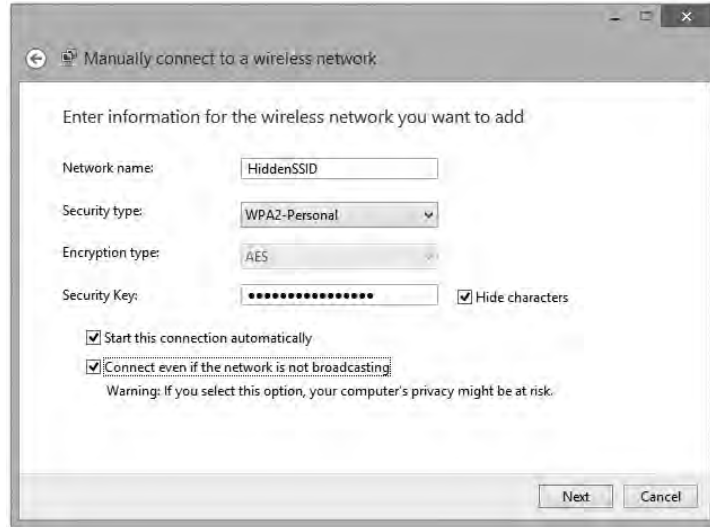 Manually connect to a wireless network
Enter information for the wireless network you want to add
Network name: HiddenSSID
Security type: WPA2-Personal
Encryption type: AES
Security Key: ●●●●●●●●●●●●●●●● Hide characters
Start this connection automatically
Connect even if the network is not broadcasting
Warning: If you select this option, your computer's privacy might be at risk.
Next Cancel